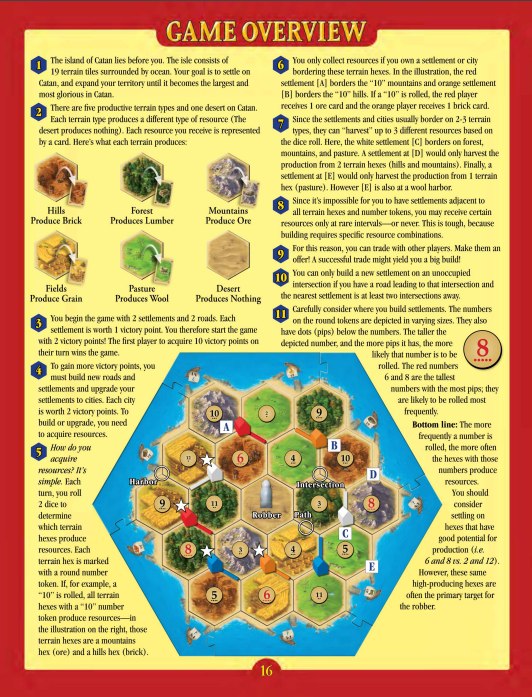 GAME OVERVIEW
1 The island of Catan lies before you. The isle consists of
19 terrain tiles surrounded by ocean. Your goal is to settle on
Catan, and expand your territory until it becomes the largest and
most glorious in Catan.
2 There are five productive terrain types and one desert on Catan.
Each terrain type produces a different type of resource (The
desert produces nothing). Each resource you receive is represented
by a card. Here's what each terrain produces:
Hills
Produce Brick
Forest
Produces Lumber
Mountains
Produce Ore
Fields
Produce Grain
Pasture
Produces Wool
Desert
Produces Nothing
3 You begin the game with 2 settlements and 2 roads. Each
settlement is worth 1 victory point. You therefore start the game
with 2 victory points! The first player to acquire 10 victory points on
their turn wins the game.
4 To gain more victory points, you
must build new roads and
settlements and upgrade your
settlements to cities. Each city
is worth 2 victory points. To
build or upgrade, you need
to acquire resources.
5 How do you
acquire
resources? It's
simple. Each
turn, you roll
2 dice to
determine
which terrain
hexes produce
resources. Each
terrain hex is marked
with a round number
token. If, for example, a
"10" is rolled, all terrain
hexes with a "10" number
token produce resources—in
the illustration on the right, those
terrain hexes are a mountains
hex (ore) and a hills hex (brick).
6 You only collect resources if you own a settlement or city
bordering these terrain hexes. In the illustration, the red
settlement [A] borders the "10" mountains and orange settlement
[B] borders the "10" hills. If a "10" is rolled, the red player
receives 1 ore card and the orange player receives 1 brick card.
7 Since the settlements and cities usually border on 2-3 terrain
types, they can "harvest" up to 3 different resources based on
the dice roll. Here, the white settlement [C] borders on forest,
mountains, and pasture. A settlement at [D] would only harvest the
production from 2 terrain hexes (hills and mountains). Finally, a
settlement at [E] would only harvest the production from 1 terrain
hex (pasture). However [E] is also at a wool harbor.
8 Since it's impossible for you to have settlements adjacent to
all terrain hexes and number tokens, you may receive certain
resources only at rare intervals—or never. This is tough, because
building requires specific resource combinations.
9 For this reason, you can trade with other players. Make them an
offer! A successful trade might yield you a big build!
10 You can only build a new settlement on an unoccupied
intersection if you have a road leading to that intersection and
the nearest settlement is at least two intersections away.
11 Carefully consider where you build settlements. The numbers
on the round tokens are depicted in varying sizes. They also
have dots (pips) below the numbers. The taller the
depicted number, and the more pips it has, the more
likely that number is to be
rolled. The red numbers
6 and 8 are the tallest
numbers with the most pips; they
are likely to be rolled most
frequently.
8
Bottom line: The more
frequently a number is
rolled, the more often
the hexes with those
numbers produce
resources.
You should
consider
settling on
hexes that have
good potential for
production (i.e.
6 and 8 vs. 2 and 12).
However, these same
high-producing hexes are
often the primary target for
the robber.
10 2 9
A B
12 6 4 10
D
Harbor Intersection
9 11 3 8
Robber Path
C
8 3 4 5
E
5 6 11
16